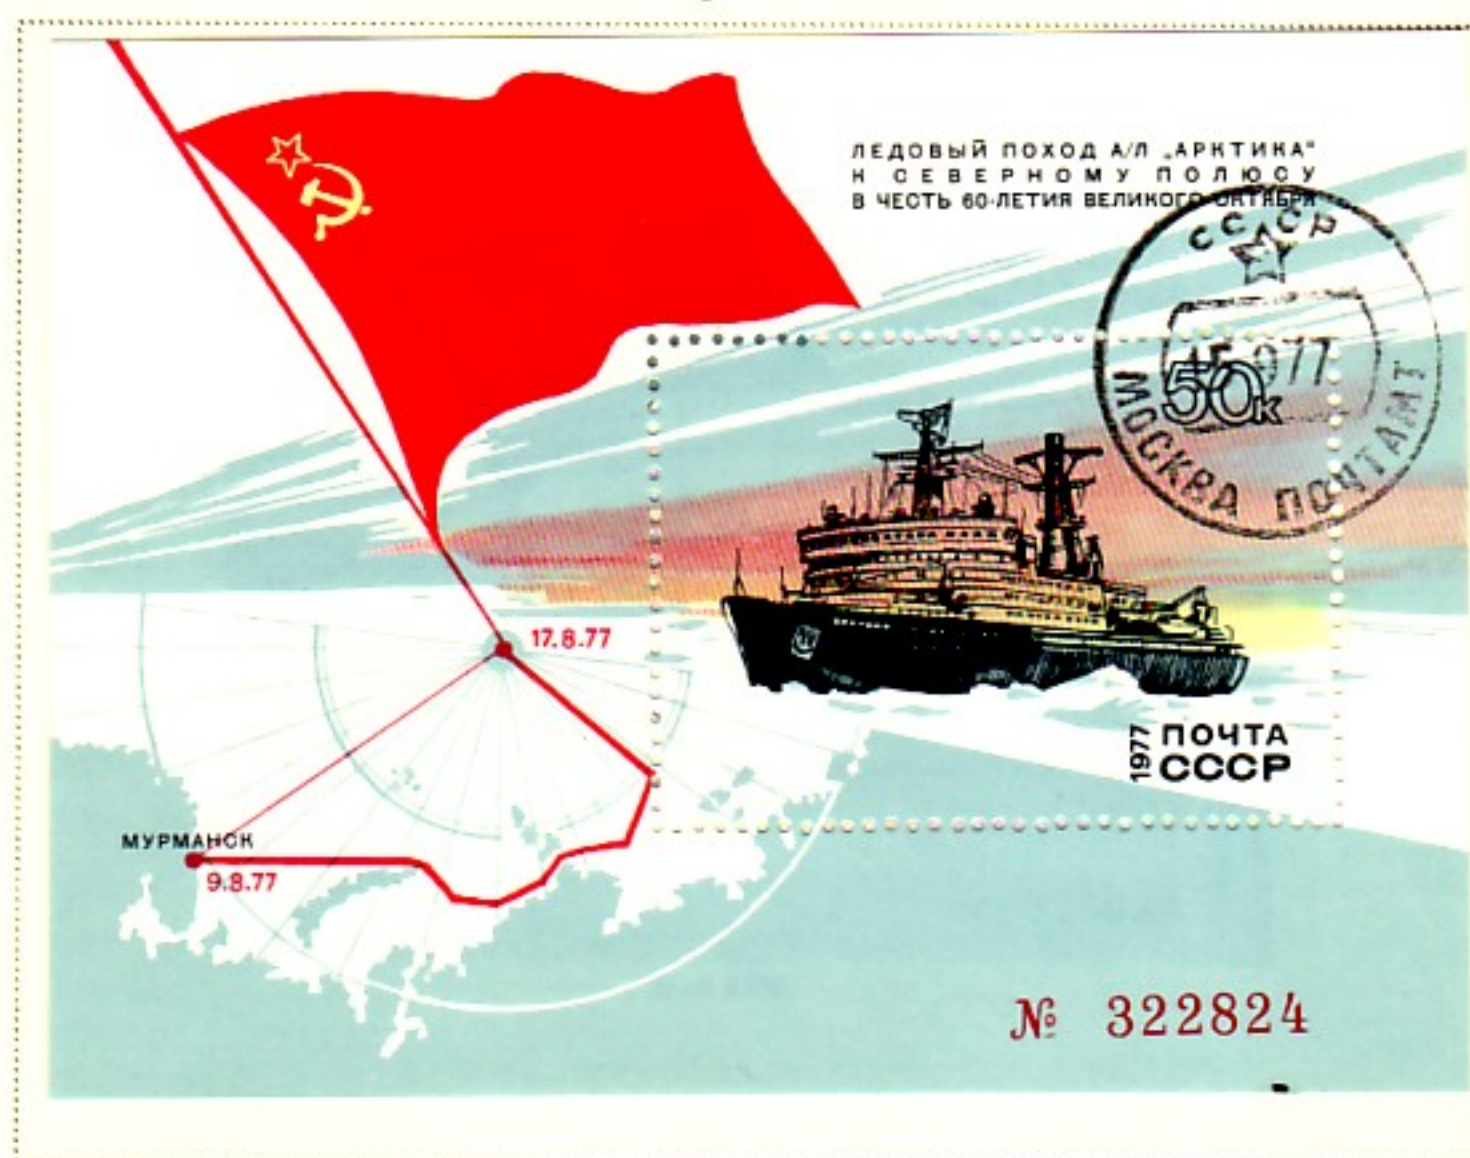 ЛЕДОВЫЙ ПОХОД А/Л „АРКТИКА"
К СЕВЕРНОМУ ПОЛЮСУ
В ЧЕСТЬ 60-ЛЕТИЯ ВЕЛИКОГО ОКТЯБРЯ
СССР
977
50к
МОСКВА ПОЧТАМТ
17.8.77
1977
ПОЧТА
СССР
МУРМАНСК
9.8.77
№ 322824